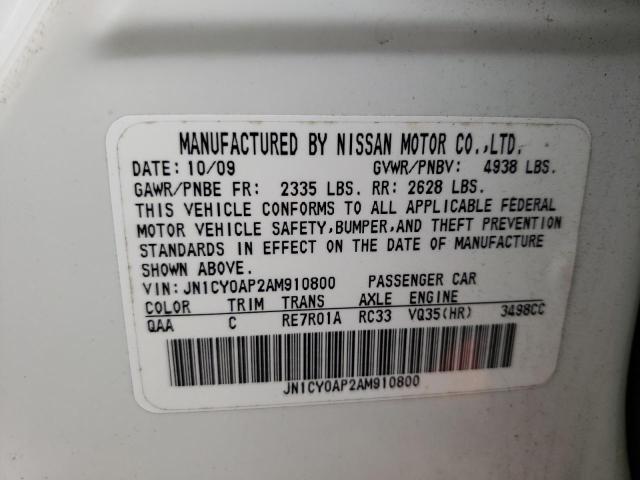 MANUFACTURED BY NISSAN MOTOR CO.,LTD.
DATE: 10/09 GVWR/PNBV: 4938 LBS.
GAWR/PNBE FR: 2335 LBS. RR: 2628 LBS.
THIS VEHICLE CONFORMS TO ALL APPLICABLE FEDERAL
MOTOR VEHICLE SAFETY,BUMPER,AND THEFT PREVENTION
STANDARDS IN EFFECT ON THE DATE OF MANUFACTURE
SHOWN ABOVE.
VIN: JN1CY0AP2AM910800 PASSENGER CAR
COLOR TRIM TRANS AXLE ENGINE
QAA C RE7R01A RC33 VQ35(HR) 3498CC
JN1CY0AP2AM910800